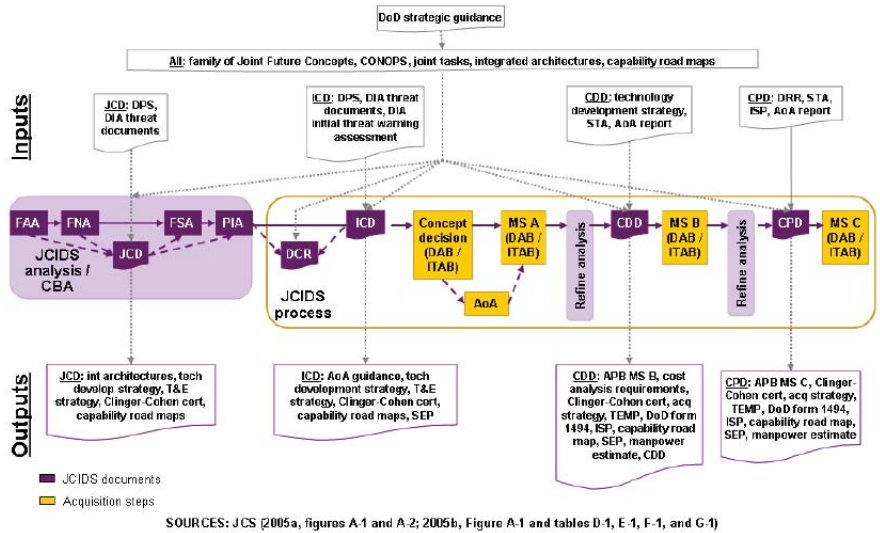 DoD strategic guidance
All: family of Joint Future Concepts, CONOPS, joint tasks, integrated architectures, capability road maps
Inputs
JCD: DPS,
DIA threat
documents
ICD: DPS, DIA threat
documents, DIA
initial threat warning
assessment
CDD: technology
development strategy,
STA, AoA report
CPD: DRR, STA,
ISP, AoA report
FAA
FNA
FSA
PIA
JCD
JCIDS
analysis /
CBA
DCR
ICD
JCIDS
process
Concept
decision
(DAB /
ITAB)
AoA
MS A
(DAB /
ITAB)
Refine analysis
CDD
MS B
(DAB /
ITAB)
Refine analysis
CPD
MS C
(DAB /
ITAB)
Outputs
JCD: int architectures, tech
develop strategy, T&E
strategy, Clinger-Cohen cert,
capability road maps
ICD: AoA guidance, tech
development strategy, T&E
strategy, Clinger-Cohen cert,
capability road maps, SEP
CDD: APB MS B, cost
analysis requirements,
Clinger-Cohen cert, acq
strategy, TEMP, DoD form
1494, ISP, capability road
map, SEP, manpower
estimate, CDD
CPD: APB MS C, Clinger-
Cohen cert, acq strategy,
TEMP, DoD form 1494,
ISP, capability road map,
SEP, manpower estimate
JCIDS documents
Acquisition steps
SOURCES: JCS (2005a, figures A-1 and A-2; 2005b, Figure A-1 and tables D-1, E-1, F-1, and G-1)